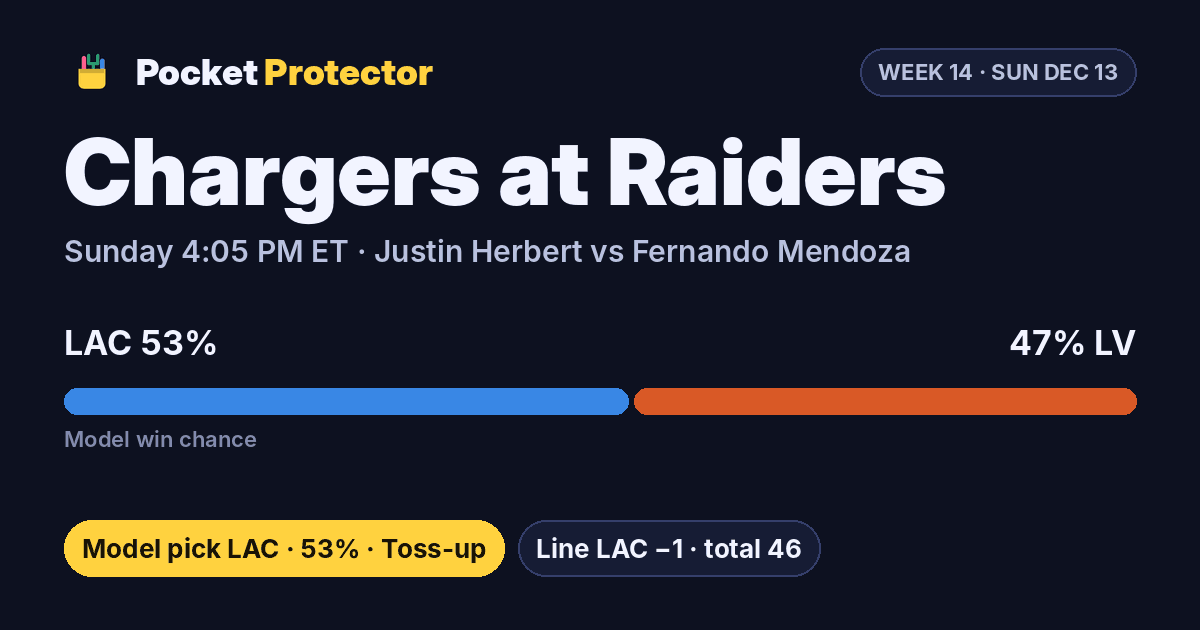 Pocket Protector
WEEK 14 · SUN DEC 13
Chargers at Raiders
Sunday 4:05 PM ET · Justin Herbert vs Fernando Mendoza
LAC 53%
47% LV
Model win chance
Model pick LAC · 53% · Toss-up
Line LAC −1 · total 46